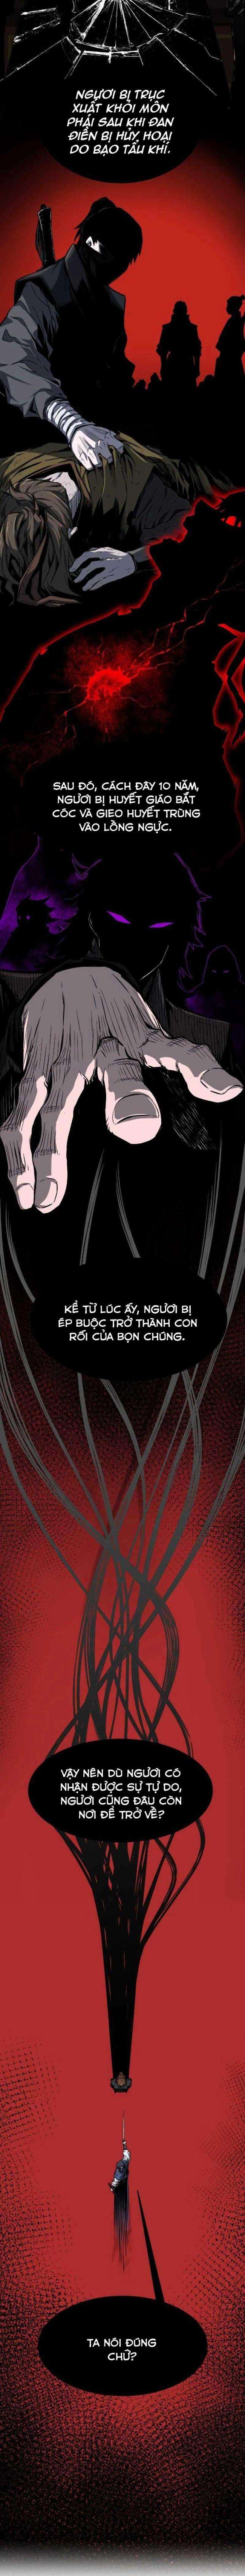 NGƯƠI BỊ TRỤC
XUẤT KHỎI MÔN
PHÁI SAU KHI ĐAN
ĐIỀN BỊ HỦY HOẠI
DO BẠO TẨU KHÍ.
SAU ĐÓ, CÁCH ĐÂY 10 NĂM,
NGƯƠI BỊ HUYẾT GIÁO BẮT
CÓC VÀ GIEO HUYẾT TRÙNG
VÀO LỒNG NGỰC.
KỂ TỪ LÚC ẤY, NGƯƠI BỊ
ÉP BUỘC TRỞ THÀNH CON
RỐI CỦA BỌN CHÚNG.
VẬY NÊN DÙ NGƯƠI CÓ
NHẬN ĐƯỢC SỰ TỰ DO,
NGƯƠI CŨNG ĐÂU CÒN
NƠI ĐỂ TRỞ VỀ?
TA NÓI ĐÚNG
CHỨ?